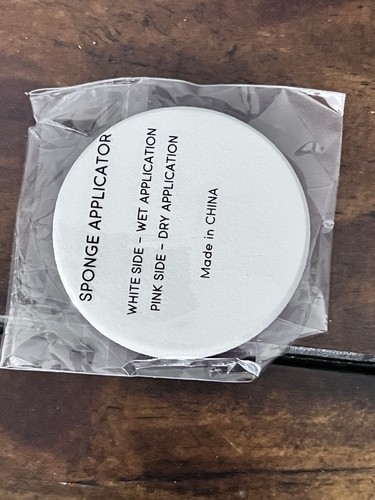 SPONGE APPLICATOR
WHITE SIDE - WET APPLICATION
PINK SIDE - DRY APPLICATION
Made in CHINA